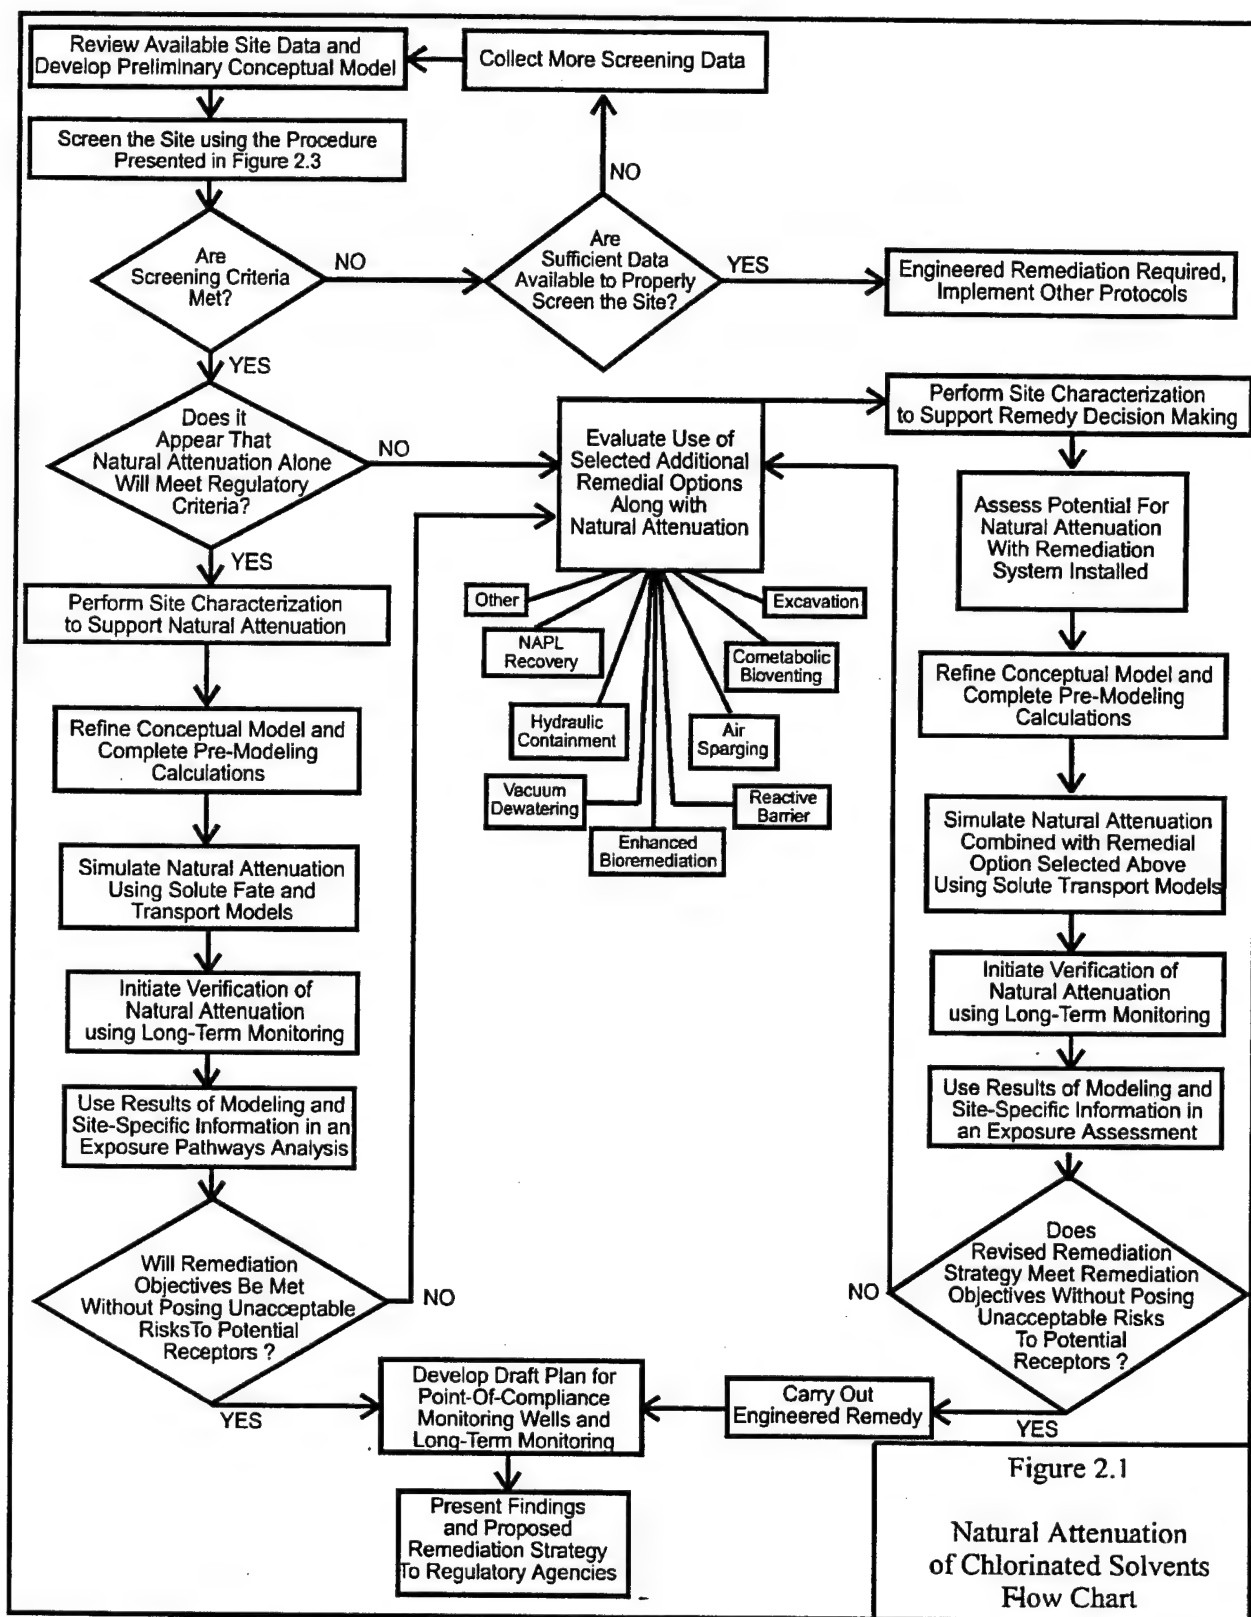 Review Available Site Data and
Develop Preliminary Conceptual Model
Collect More Screening Data
Screen the Site using the Procedure
Presented in Figure 2.3
NO
Are
Screening Criteria
Met?
NO
Are
Sufficient Data
Available to Properly
Screen the Site?
YES
Engineered Remediation Required,
Implement Other Protocols
YES
Does it
Appear That
Natural Attenuation Alone
Will Meet Regulatory
Criteria?
NO
Evaluate Use of
Selected Additional
Remedial Options
Along with
Natural Attenuation
Perform Site Characterization
to Support Remedy Decision Making
YES
Assess Potential For
Natural Attenuation
With Remediation
System Installed
Perform Site Characterization
to Support Natural Attenuation
Other
Excavation
NAPL
Recovery
Cometabolic
Bioventing
Hydraulic
Containment
Air
Sparging
Vacuum
Dewatering
Reactive
Barrier
Enhanced
Bioremediation
Refine Conceptual Model and
Complete Pre-Modeling
Calculations
Refine Conceptual Model and
Complete Pre-Modeling
Calculations
Simulate Natural Attenuation
Using Solute Fate and
Transport Models
Simulate Natural Attenuation
Combined with Remedial
Option Selected Above
Using Solute Transport Models
Initiate Verification of
Natural Attenuation
using Long-Term Monitoring
Initiate Verification of
Natural Attenuation
using Long-Term Monitoring
Use Results of Modeling and
Site-Specific Information in an
Exposure Pathways Analysis
Use Results of Modeling and
Site-Specific Information in
an Exposure Assessment
Will Remediation
Objectives Be Met
Without Posing Unacceptable
RisksTo Potential
Receptors ?
NO
NO
Does
Revised Remediation
Strategy Meet Remediation
Objectives Without Posing
Unacceptable Risks
To Potential
Receptors ?
YES
Develop Draft Plan for
Point-Of-Compliance
Monitoring Wells and
Long-Term Monitoring
Carry Out
Engineered Remedy
YES
Present Findings
and Proposed
Remediation Strategy
To Regulatory Agencies
Figure 2.1
Natural Attenuation
of Chlorinated Solvents
Flow Chart